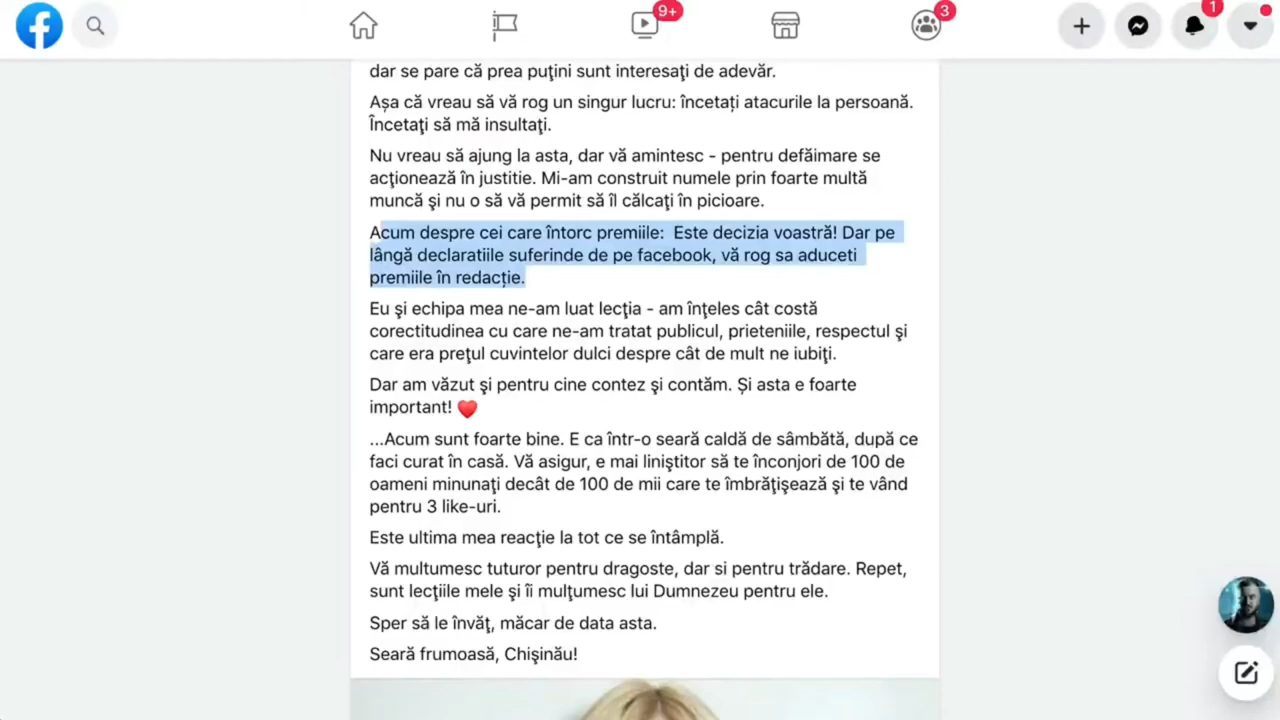 9+
3
1
dar se pare că prea puţini sunt interesaţi de adevăr.
Așa că vreau să vă rog un singur lucru: încetați atacurile la persoană.
Încetaţi să mă insultaţi.
Nu vreau să ajung la asta, dar vă amintesc - pentru defăimare se
acţionează în justitie. Mi-am construit numele prin foarte multă
muncă şi nu o să vă permit să îl călcaţi în picioare.
Acum despre cei care întorc premiile:  Este decizia voastră! Dar pe
lângă declaratiile suferinde de pe facebook, vă rog sa aduceti
premiile în redacție.
Eu şi echipa mea ne-am luat lecţia - am înţeles cât costă
corectitudinea cu care ne-am tratat publicul, prieteniile, respectul şi
care era preţul cuvintelor dulci despre cât de mult ne iubiţi.
Dar am văzut şi pentru cine contez şi contăm. Și asta e foarte
important! ❤️
...Acum sunt foarte bine. E ca într-o seară caldă de sâmbătă, după ce
faci curat în casă. Vă asigur, e mai liniştitor să te înconjori de 100 de
oameni minunaţi decât de 100 de mii care te îmbrăţişează şi te vând
pentru 3 like-uri.
Este ultima mea reacţie la tot ce se întâmplă.
Vă multumesc tuturor pentru dragoste, dar si pentru trădare. Repet,
sunt lecţiile mele şi îi mulţumesc lui Dumnezeu pentru ele.
Sper să le învăţ, măcar de data asta.
Seară frumoasă, Chişinău!